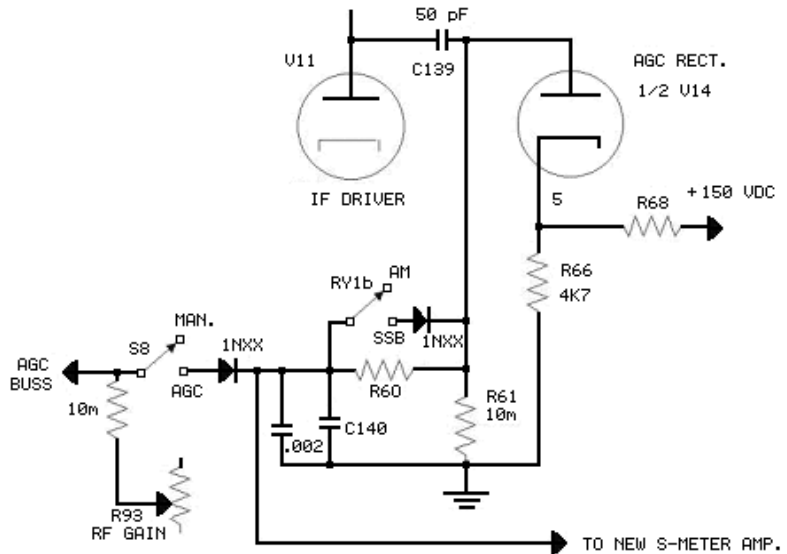 50 pF
V11
C139
AGC RECT.
1/2 V14
IF DRIVER
5
R68
+150 VDC
R66
4K7
RY1b
AM
SSB
1NXX
MAN.
S8
1NXX
AGC
BUSS
AGC
10m
R60
R61
10m
.002
C140
R93
RF GAIN
TO NEW S-METER AMP.